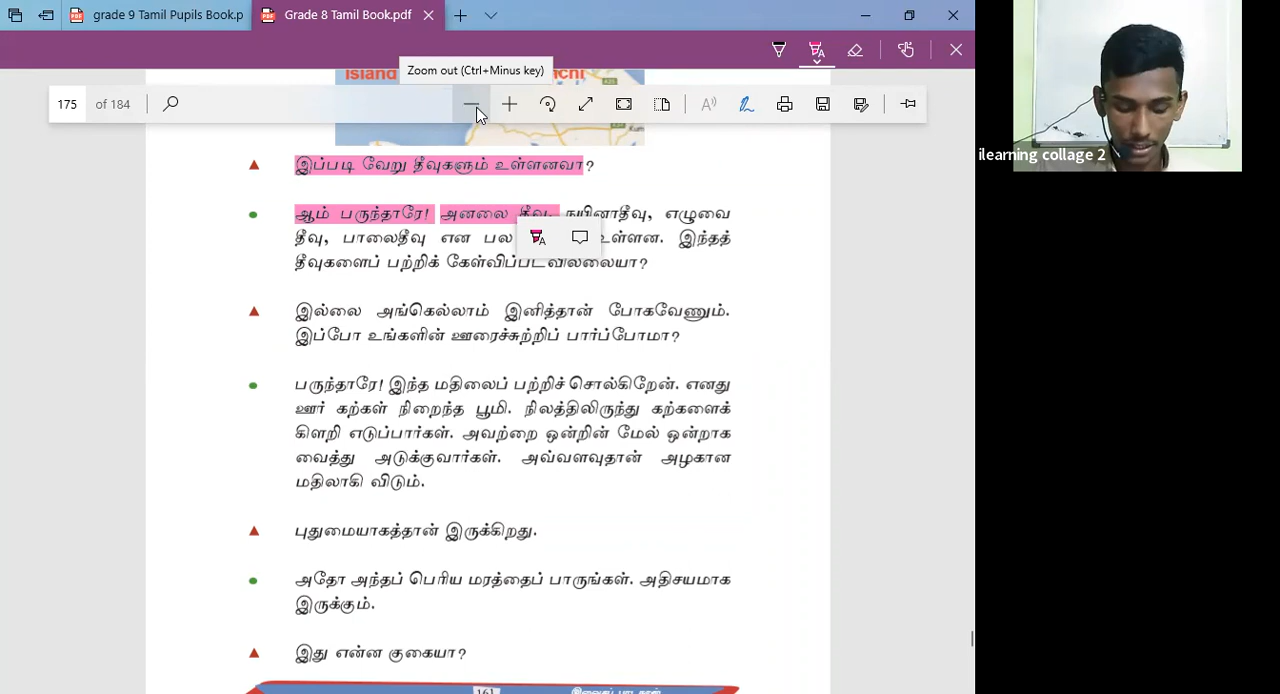 grade 9 Tamil Pupils Book.p
Grade 8 Tamil Book.pdf
Zoom out (Ctrl+Minus key)
175 of 184
Island
இப்படி வேறு தீவுகளும் உள்ளனவா?
ஆம் பருந்தாரே! அனலை தீவு, நயினாதீவு, எழுவை
தீவு, பாலைதீவு என பல உள்ளன. இந்தத்
தீவுகளைப் பற்றிக் கேள்விப்படவில்லையா?
இல்லை அங்கெல்லாம் இனித்தான் போகவேணும்.
இப்போ உங்களின் ஊரைச்சுற்றிப் பார்ப்போமா?
பருந்தாரே! இந்த மதிலைப் பற்றிச் சொல்கிறேன். எனது
ஊர் கற்கள் நிறைந்த பூமி. நிலத்திலிருந்து கற்களைக்
கிளறி எடுப்பார்கள். அவற்றை ஒன்றின் மேல் ஒன்றாக
வைத்து அடுக்குவார்கள். அவ்வளவுதான் அழகான
மதிலாகி விடும்.
புதுமையாகத்தான் இருக்கிறது.
அதோ அந்தப் பெரிய மரத்தைப் பாருங்கள். அதிசயமாக
இருக்கும்.
இது என்ன குகையா?
161
ilearning collage 2